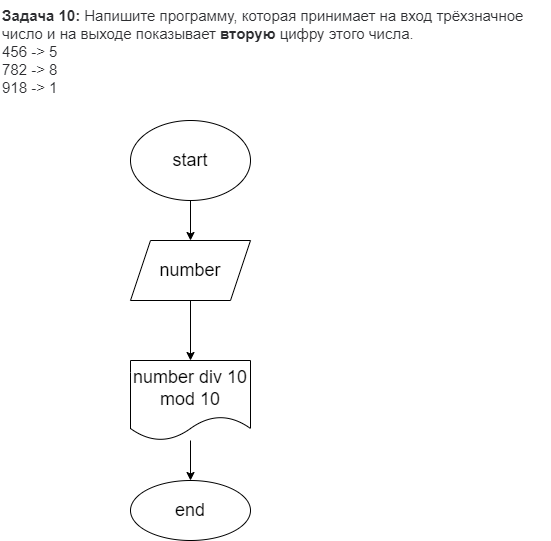 Задача 10: Напишите программу, которая принимает на вход трёхзначное
число и на выходе показывает вторую цифру этого числа.
456 -> 5
782 -> 8
918 -> 1
start
number
number div 10
mod 10
end